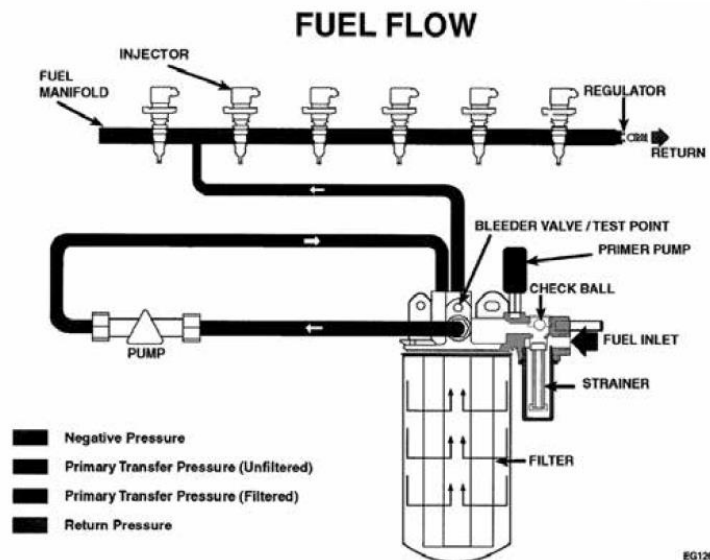 FUEL FLOW
INJECTOR
FUEL
MANIFOLD
REGULATOR
RETURN
BLEEDER VALVE / TEST POINT
PRIMER PUMP
CHECK BALL
FUEL INLET
PUMP
STRAINER
FILTER
Negative Pressure
Primary Transfer Pressure (Unfiltered)
Primary Transfer Pressure (Filtered)
Return Pressure